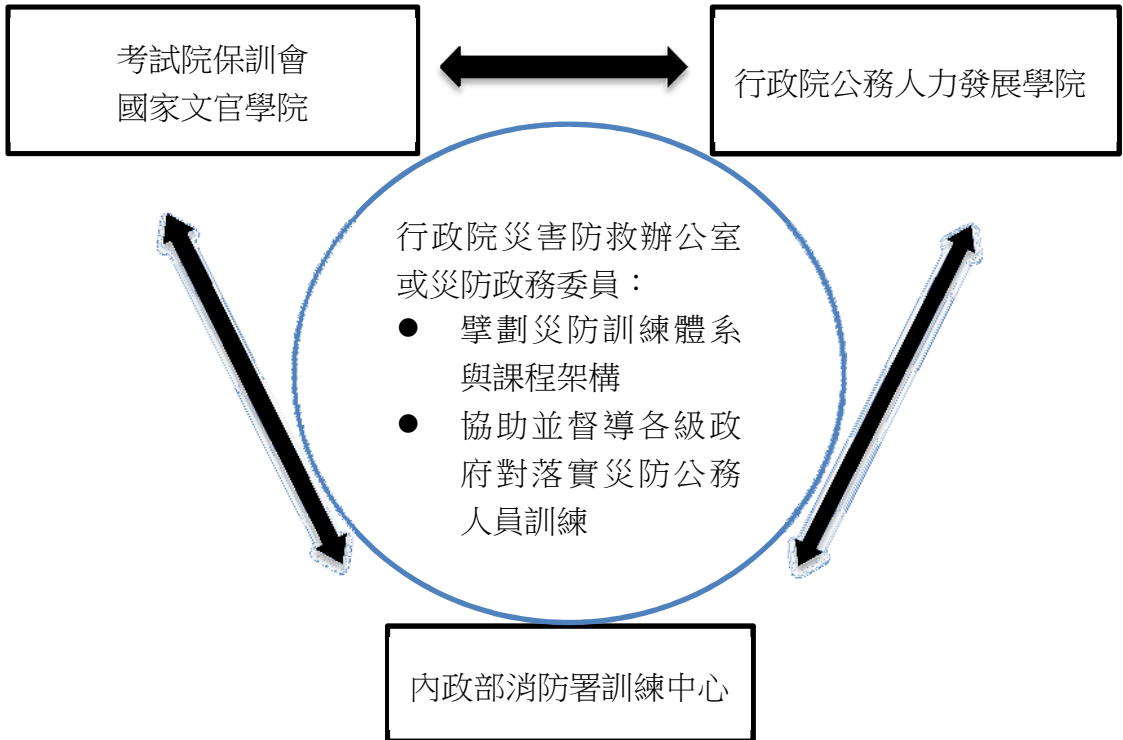 考試院保訓會
國家文官學院
行政院公務人力發展學院
行政院災害防救辦公室
或災防政務委員：
● 擘劃災防訓練體系
與課程架構
● 協助並督導各級政
府對落實災防公務
人員訓練
內政部消防署訓練中心